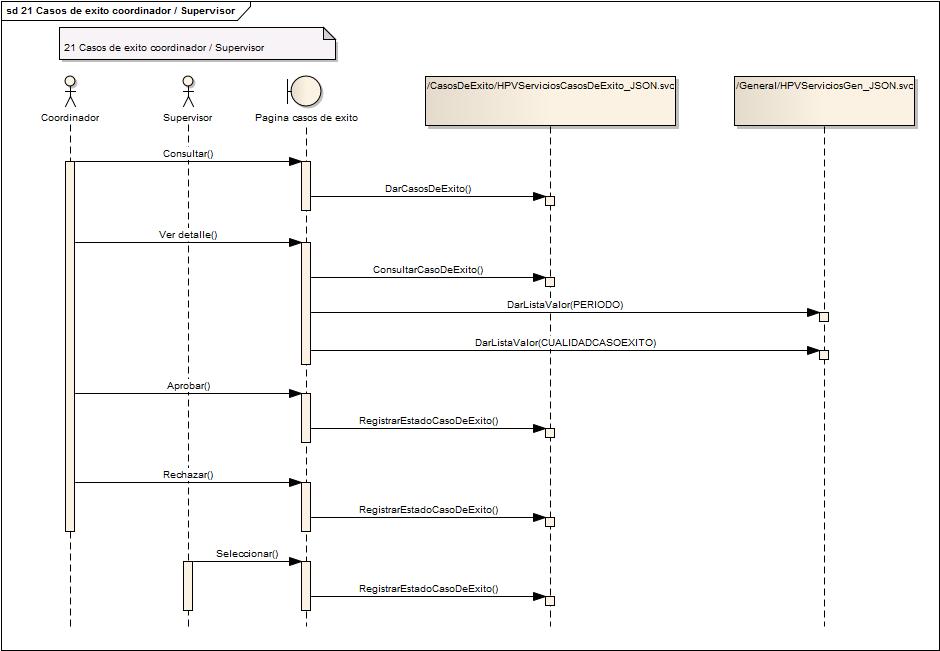 sd 21 Casos de exito coordinador / Supervisor
21 Casos de exito coordinador / Supervisor
/CasosDeExito/HPVServiciosCasosDeExito_JSON.svc
/General/HPVServiciosGen_JSON.svc
Coordinador
Supervisor
Pagina casos de exito
Consultar()
DarCasosDeExito()
Ver detalle()
ConsultarCasoDeExito()
DarListaValor(PERIODO)
DarListaValor(CUALIDADCASOEXITO)
Aprobar()
RegistrarEstadoCasoDeExito()
Rechazar()
RegistrarEstadoCasoDeExito()
Seleccionar()
RegistrarEstadoCasoDeExito()